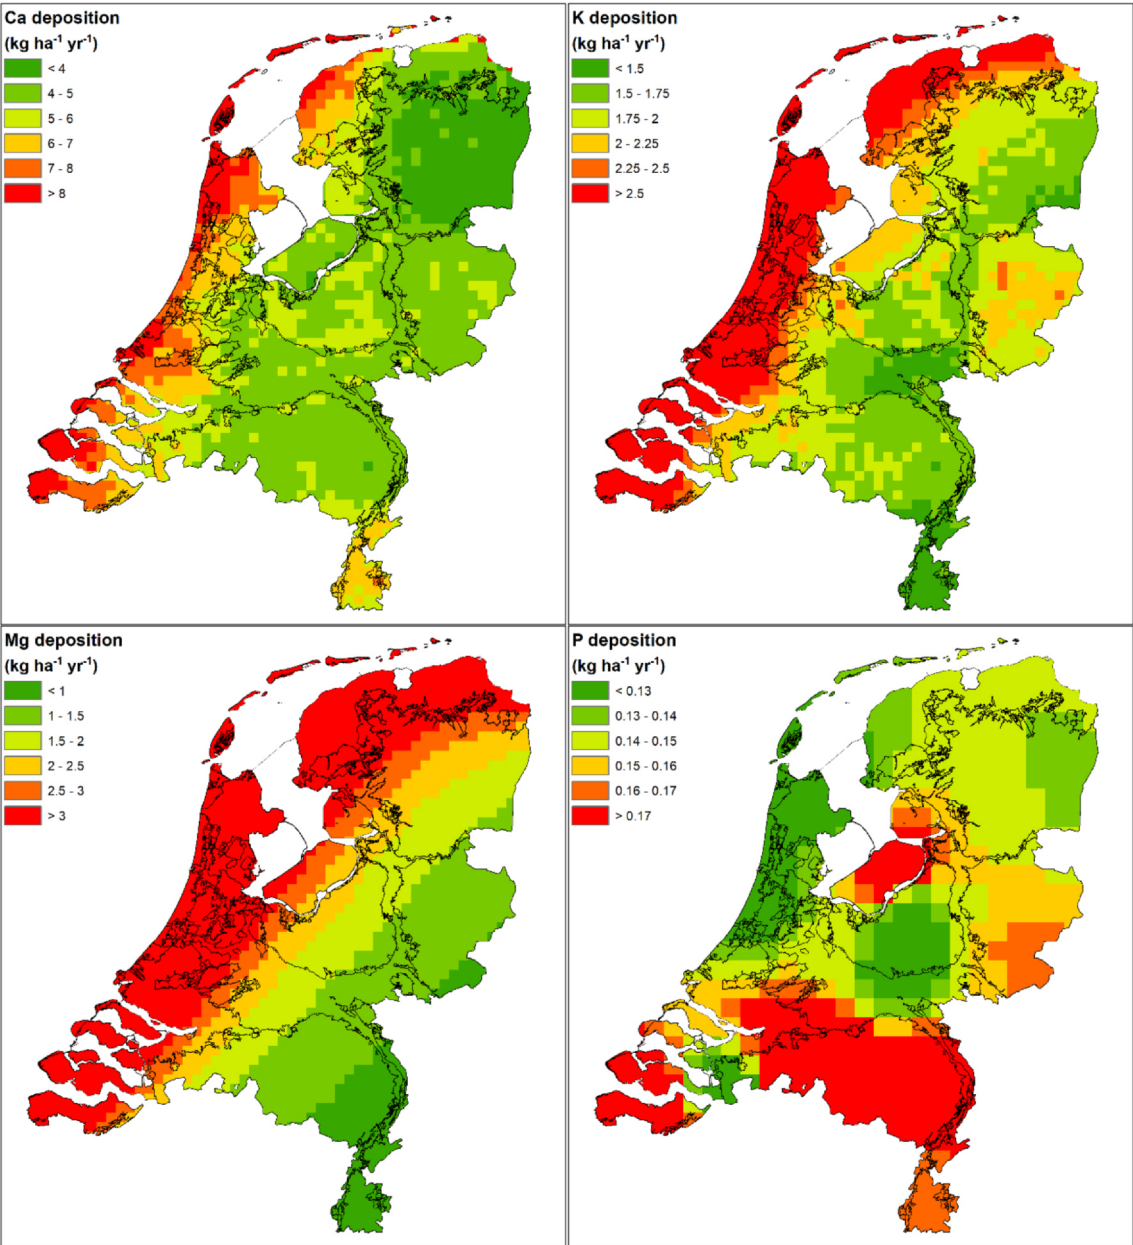 Ca deposition
(kg ha⁻¹ yr⁻¹)
< 4
4 - 5
5 - 6
6 - 7
7 - 8
> 8
K deposition
(kg ha⁻¹ yr⁻¹)
< 1.5
1.5 - 1.75
1.75 - 2
2 - 2.25
2.25 - 2.5
> 2.5
Mg deposition
(kg ha⁻¹ yr⁻¹)
< 1
1 - 1.5
1.5 - 2
2 - 2.5
2.5 - 3
> 3
P deposition
(kg ha⁻¹ yr⁻¹)
< 0.13
0.13 - 0.14
0.14 - 0.15
0.15 - 0.16
0.16 - 0.17
> 0.17